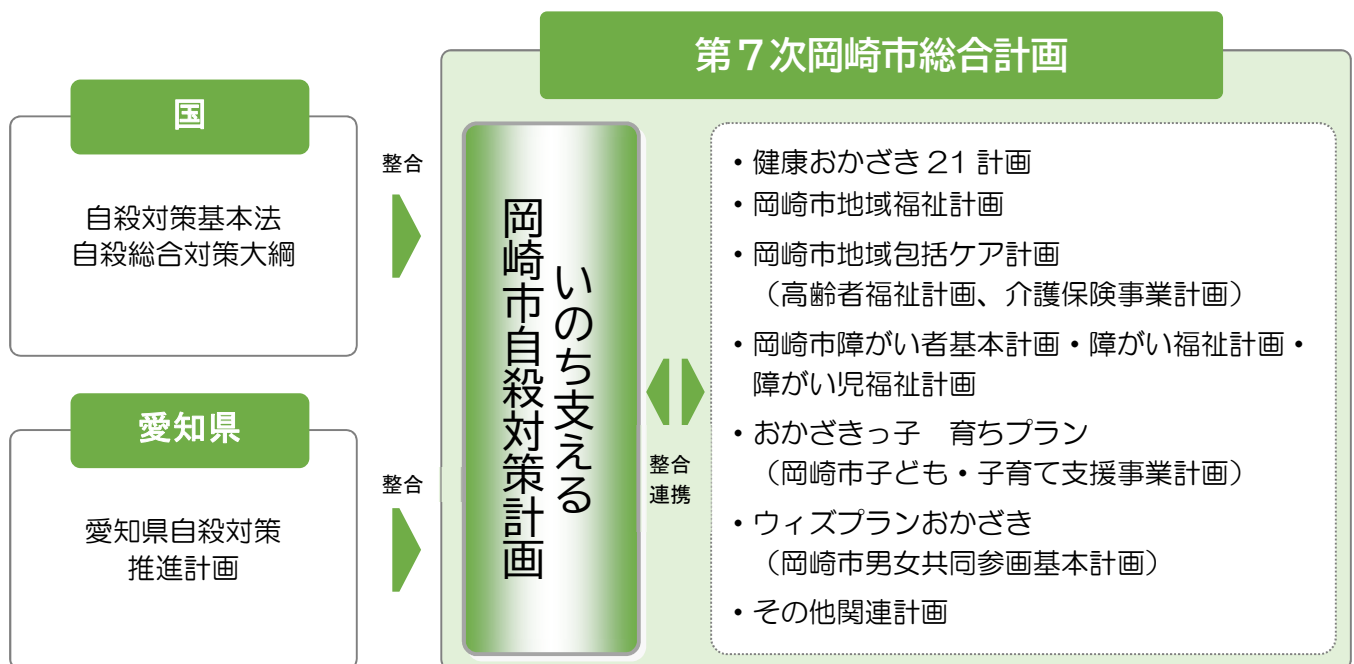 第７次岡崎市総合計画
国
自殺対策基本法
自殺総合対策大綱
整合
愛知県
愛知県自殺対策
推進計画
整合
いのち支える
岡崎市自殺対策計画
整合
連携
・健康おかざき 21 計画
・岡崎市地域福祉計画
・岡崎市地域包括ケア計画
（高齢者福祉計画、介護保険事業計画）
・岡崎市障がい者基本計画・障がい福祉計画・
障がい児福祉計画
・おかざきっ子　育ちプラン
（岡崎市子ども・子育て支援事業計画）
・ウィズプランおかざき
（岡崎市男女共同参画基本計画）
・その他関連計画